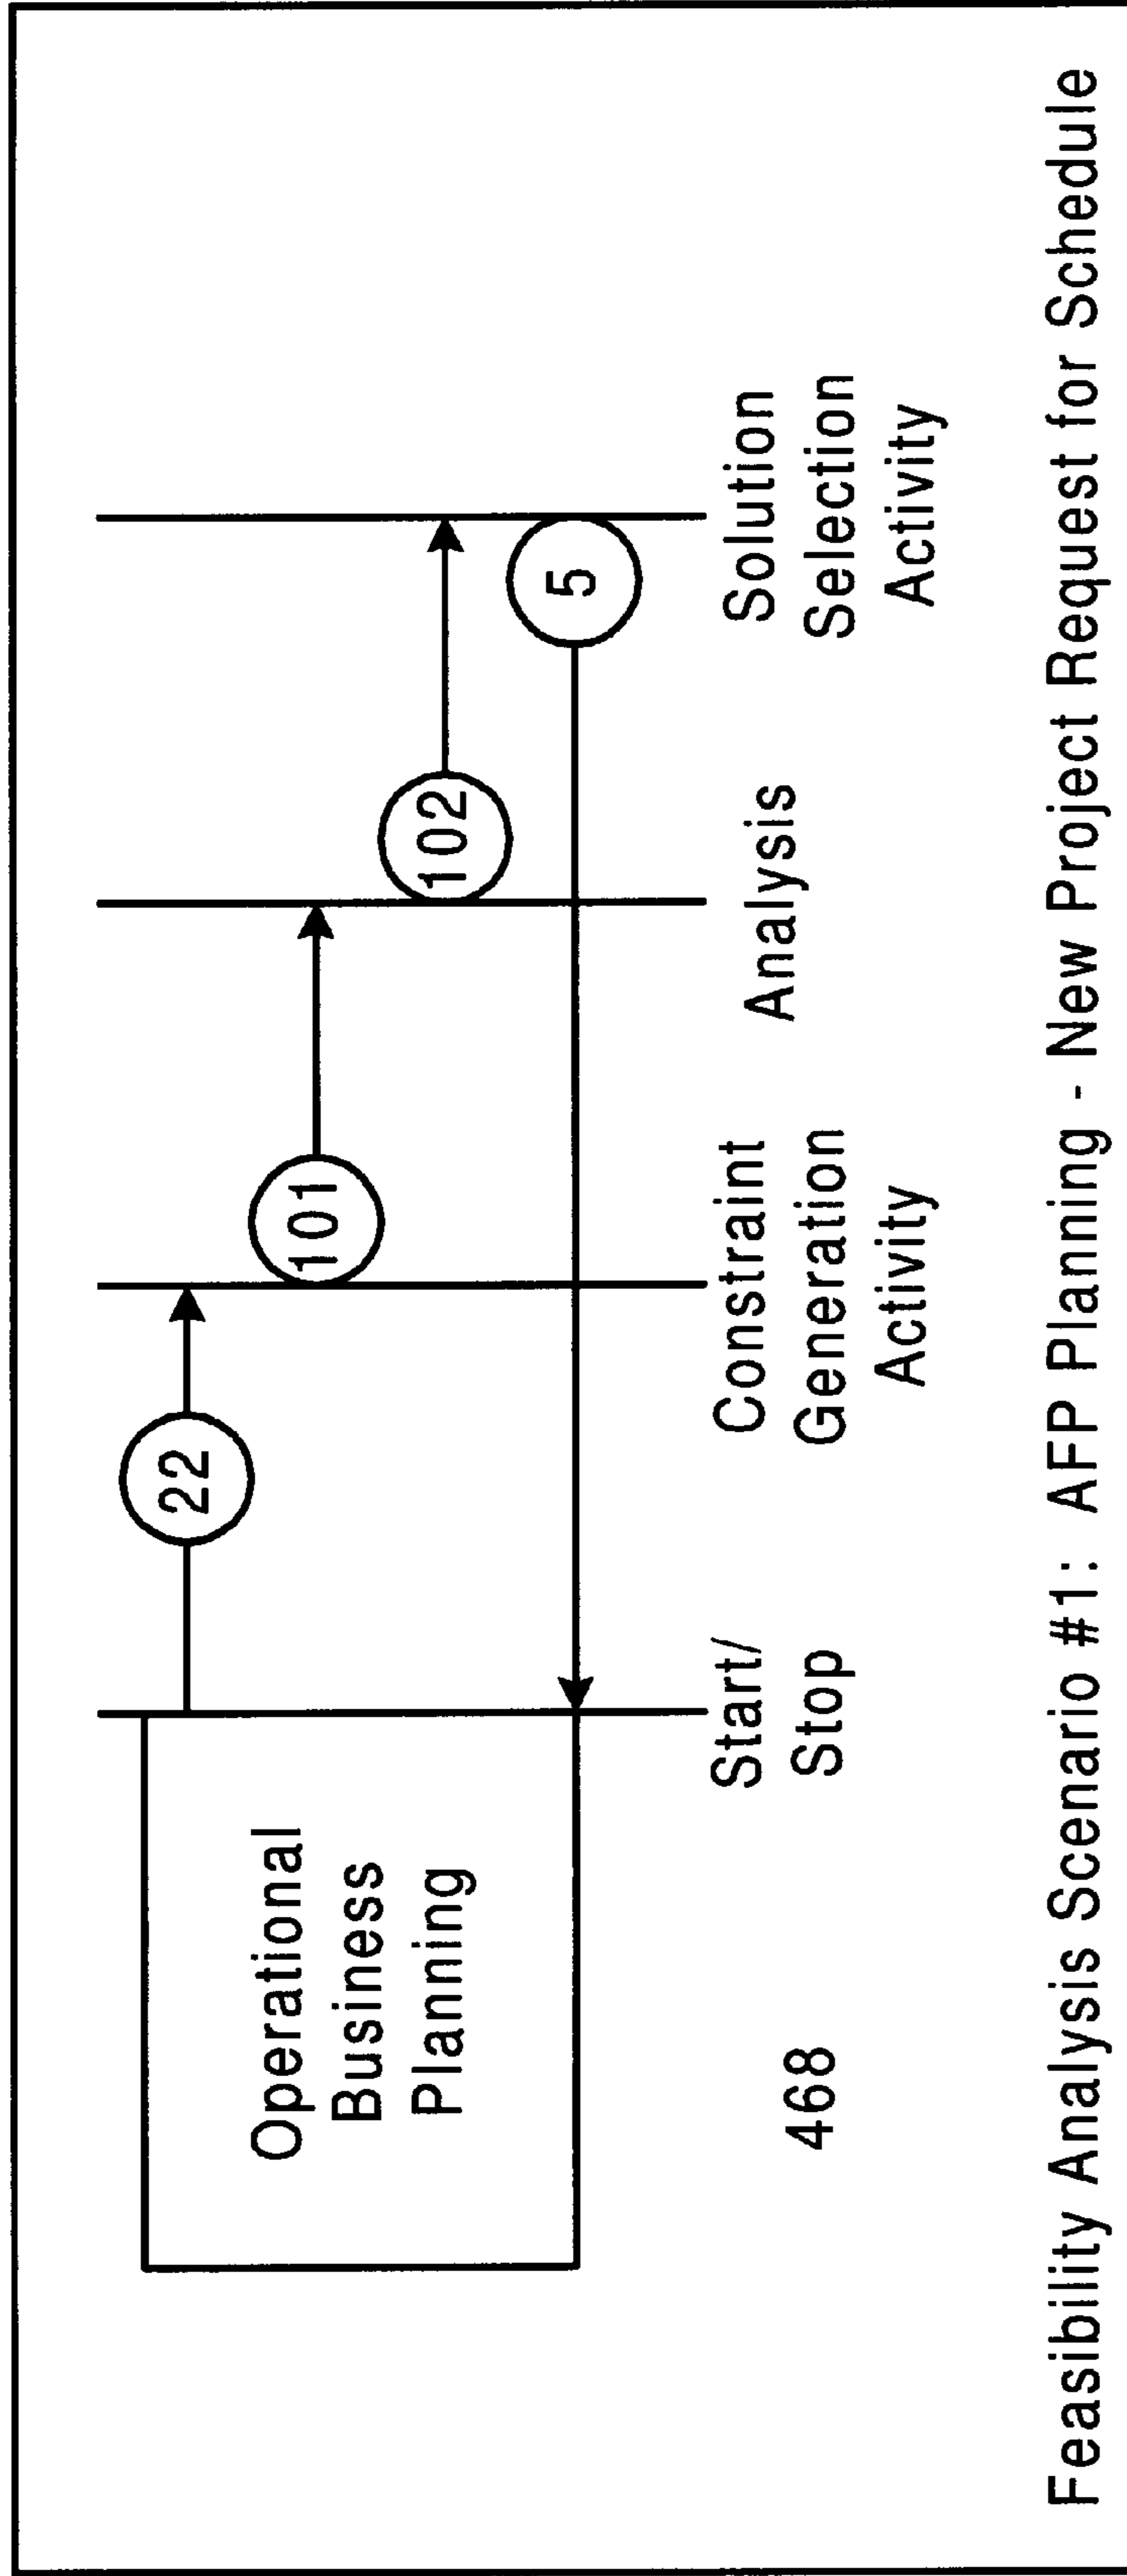 Operational
Business
Planning
22
101
102
5
468
Start/
Stop
Constraint
Generation
Activity
Analysis
Solution
Selection
Activity
Feasibility Analysis Scenario #1: AFP Planning - New Project Request for Schedule